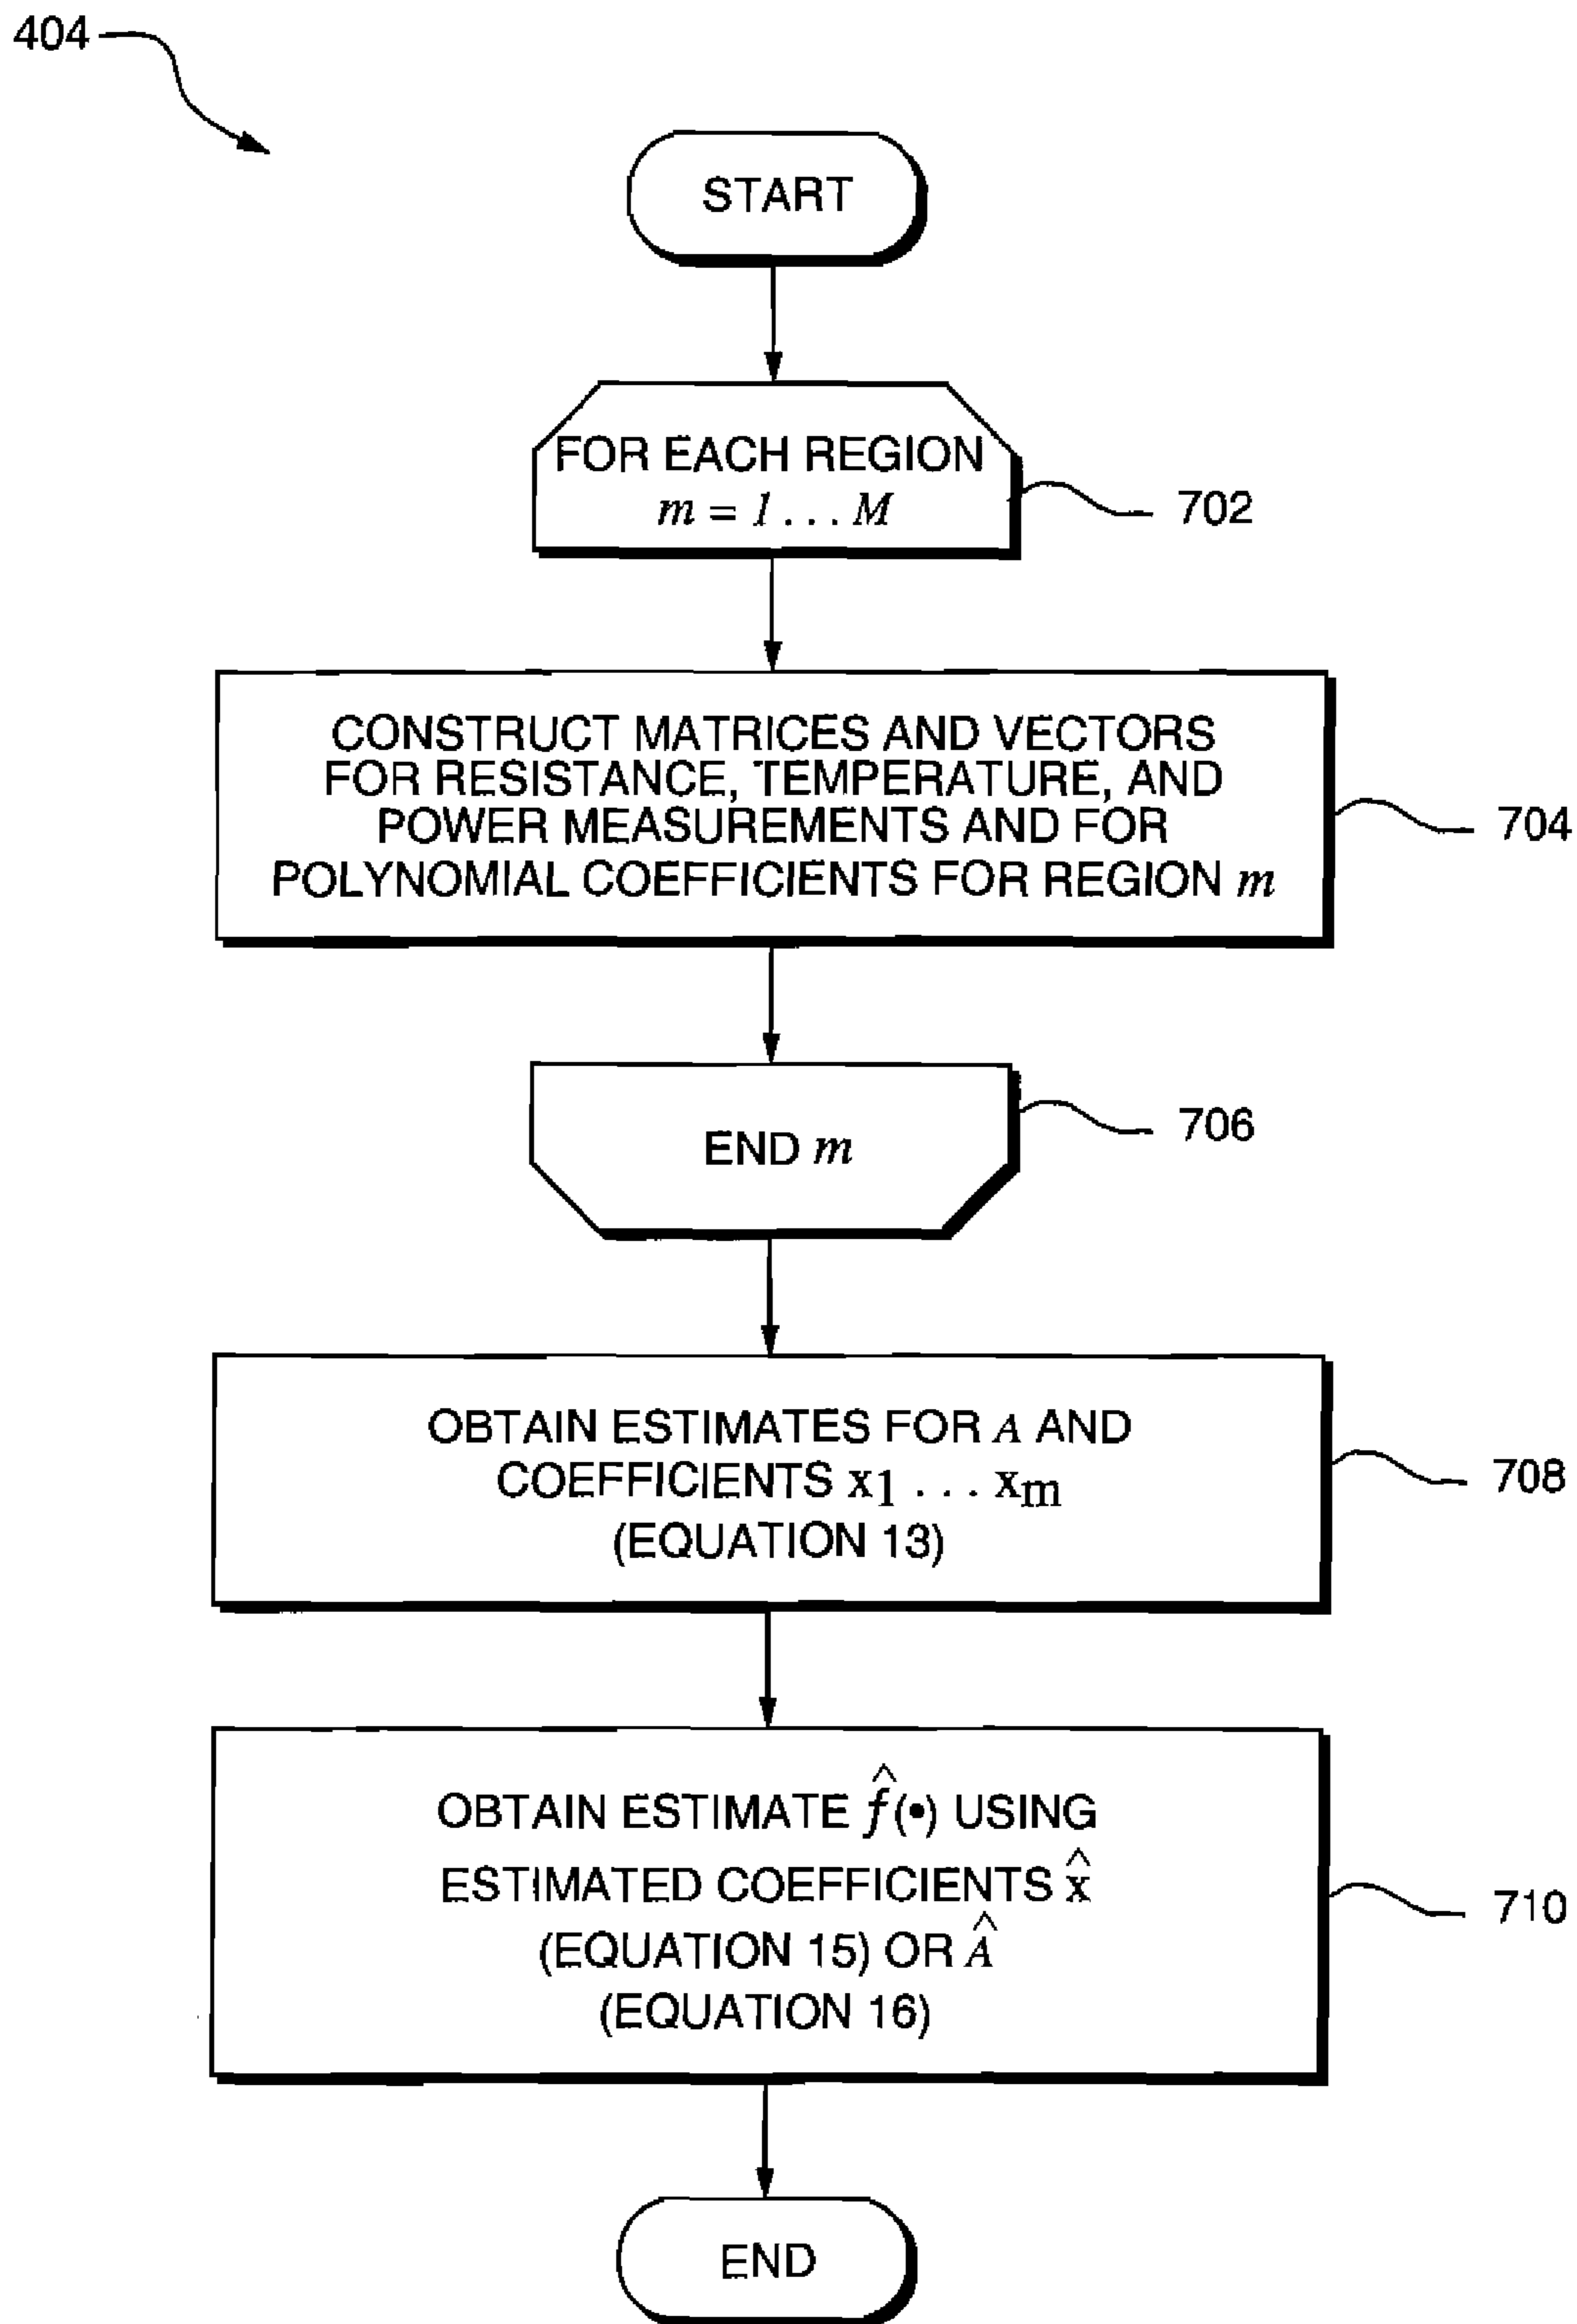 404
START
FOR EACH REGION
m = 1 . . . M
702
CONSTRUCT MATRICES AND VECTORS
FOR RESISTANCE, TEMPERATURE, AND
POWER MEASUREMENTS AND FOR
POLYNOMIAL COEFFICIENTS FOR REGION m
704
END m
706
OBTAIN ESTIMATES FOR A AND
COEFFICIENTS x₁ . . . xₘ
(EQUATION 13)
708
OBTAIN ESTIMATE f̂(•) USING
ESTIMATED COEFFICIENTS x̂
(EQUATION 15) OR Â
(EQUATION 16)
710
END